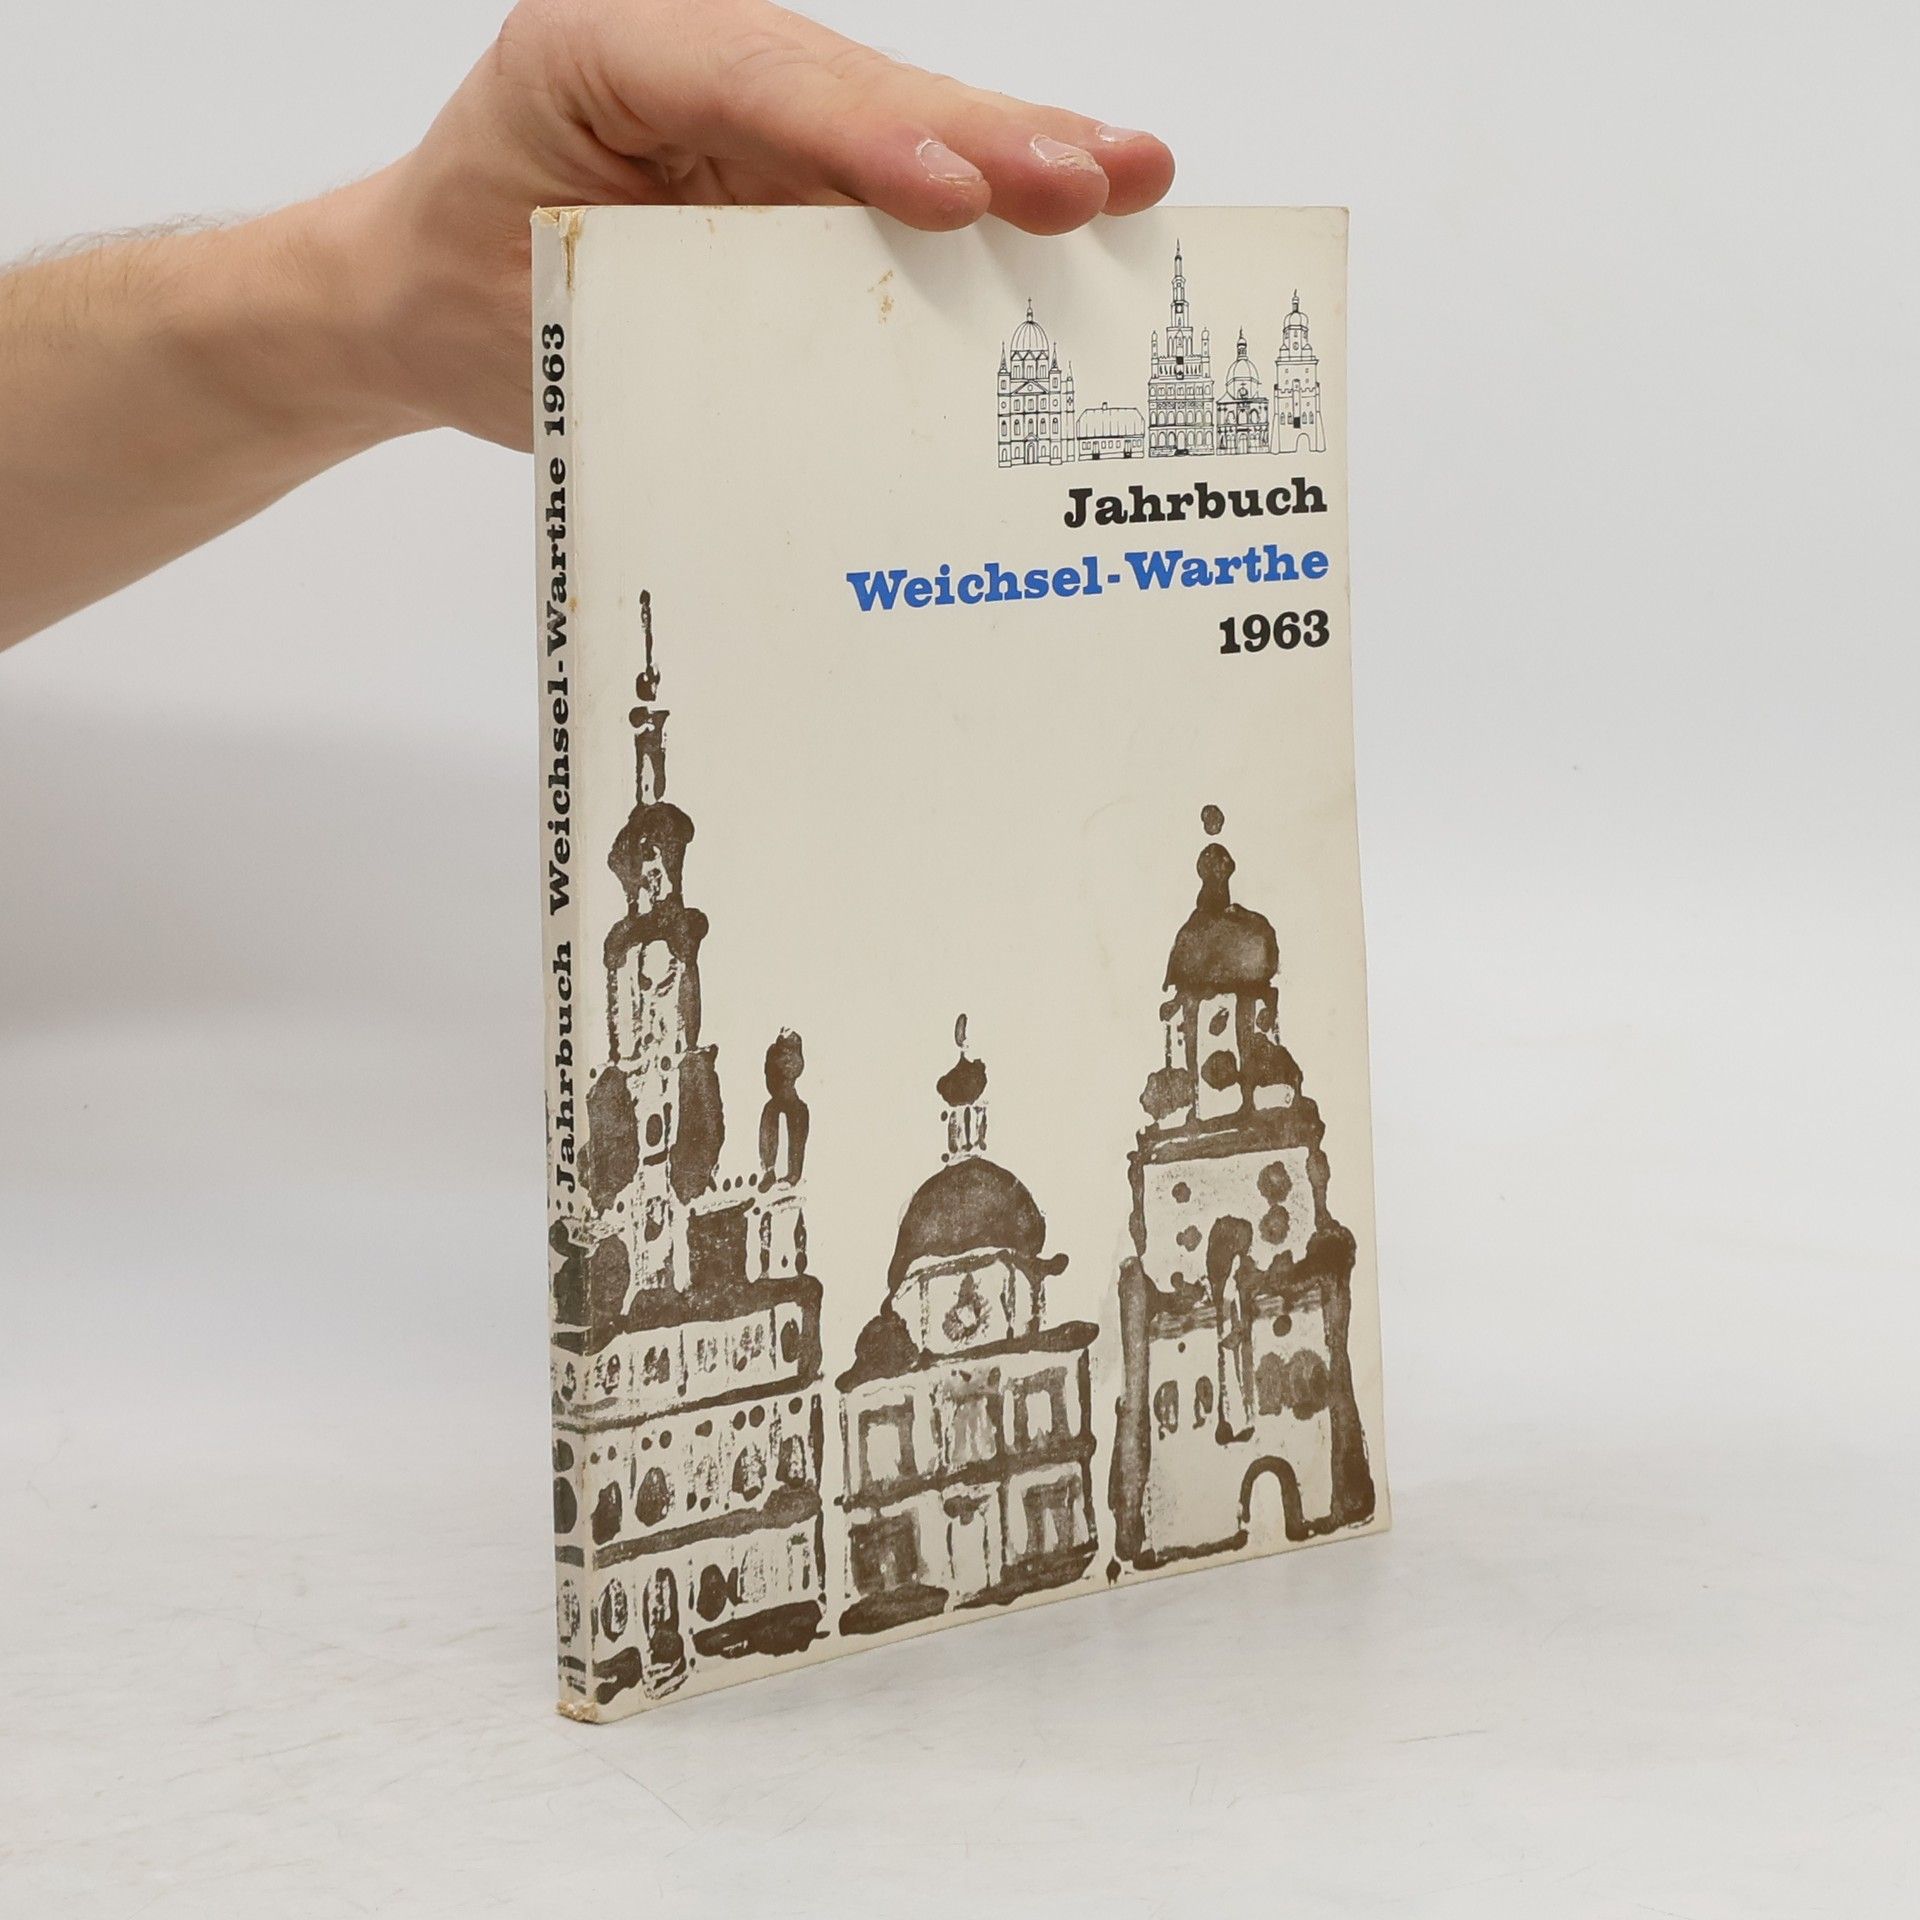 Jahrbuch
Weichsel-Warthe
1963
Jahrbuch Weichsel-Warthe 1963